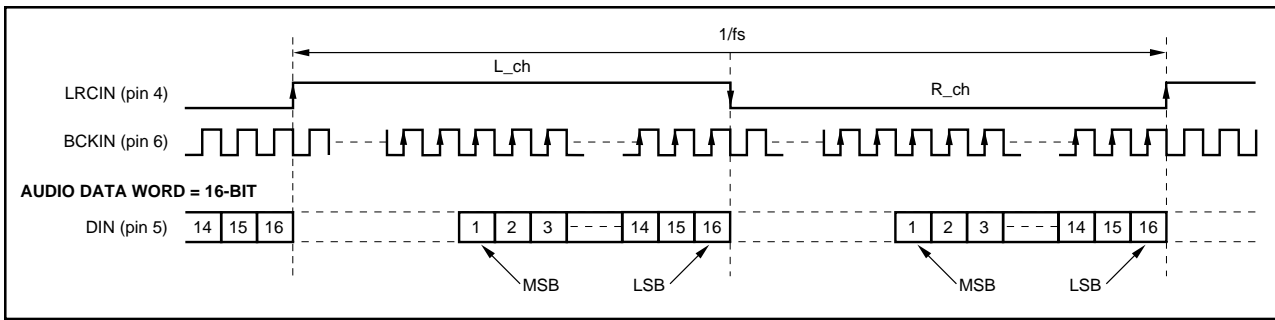 1/fs
L_ch
R_ch
LRCIN (pin 4)
BCKIN (pin 6)
AUDIO DATA WORD = 16-BIT
DIN (pin 5) 14 15 16 1 2 3 14 15 16 1 2 3 14 15 16
MSB LSB MSB LSB